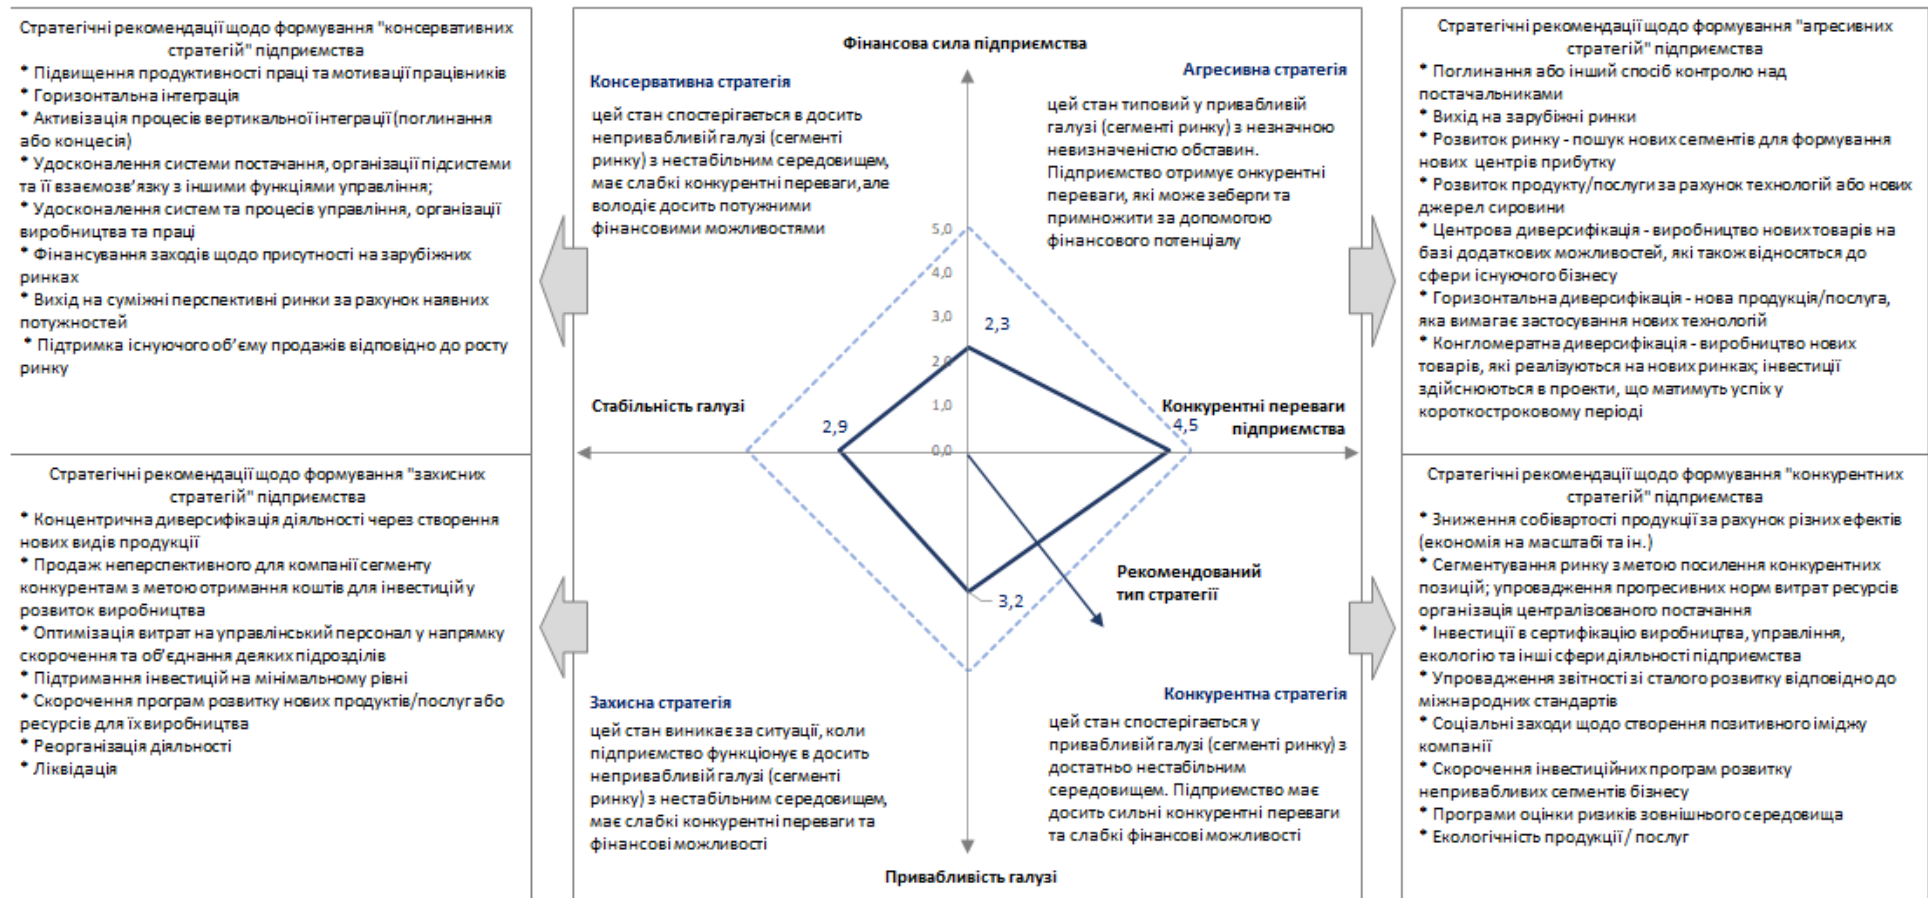 Стратегічні рекомендації щодо формування "консервативних
стратегій" підприємства
* Підвищення продуктивності праці та мотивації працівників
* Горизонтальна інтеграція
* Активізація процесів вертикальної інтеграції (поглинання
або концесія)
* Удосконалення системи постачання, організації підсистеми
та її взаємозв’язку з іншими функціями управління;
* Удосконалення систем та процесів управління, організації
виробництва та праці
* Фінансування заходів щодо присутності на зарубіжних
ринках
* Вихід на суміжні перспективні ринки за рахунок наявних
потужностей
* Підтримка існуючого об’єму продажів відповідно до росту
ринку
Стратегічні рекомендації щодо формування "захисних
стратегій" підприємства
* Концентрична диверсифікація діяльності через створення
нових видів продукції
* Продаж неперспективного для компанії сегменту
конкурентам з метою отримання коштів для інвестицій у
розвиток виробництва
* Оптимізація витрат на управлінський персонал у напрямку
скорочення та об’єднання деяких підрозділів
* Підтримання інвестицій на мінімальному рівні
* Скорочення програм розвитку нових продуктів/послуг або
ресурсів для їх виробництва
* Реорганізація діяльності
* Ліквідація
Фінансова сила підприємства
Консервативна стратегія
цей стан спостерігається в досить
непривабливій галузі (сегменті
ринку) з нестабільним середовищем,
має слабкі конкурентні переваги, але
володіє досить потужними
фінансовими можливостями
Агресивна стратегія
цей стан типовий у привабливій
галузі (сегменті ринку) з незначною
невизначеністю обставин.
Підприємство отримує онкурентні
переваги, які може зеберги та
примножити за допомогою
фінансового потенціалу
5,0
4,0
3,0
2,3
2,0
1,0
0,0
Стабільність галузі
2,9
Конкурентні переваги
підприємства
4,5
Рекомендований
тип стратегії
3,2
Захисна стратегія
цей стан виникає за ситуації, коли
підприємство функціонує в досить
непривабливій галузі (сегменті
ринку) з нестабільним середовищем,
має слабкі конкурентні переваги та
фінансові можливості
Конкурентна стратегія
цей стан спостерігається у
привабливій галузі (сегменті ринку) з
достатньо нестабільним
середовищем. Підприємство має
досить сильні конкурентні переваги
та слабкі фінансові можливості
Привабливість галузі
Стратегічні рекомендації щодо формування "агресивних
стратегій" підприємства
* Поглинання або інший спосіб контролю над
постачальниками
* Вихід на зарубіжні ринки
* Розвиток ринку - пошук нових сегментів для формування
нових центрів прибутку
* Розвиток продукту/послуги за рахунок технологій або нових
джерел сировини
* Центрова диверсифікація - виробництво нових товарів на
базі додаткових можливостей, які також відносяться до
сфери існуючого бізнесу
* Горизонтальна диверсифікація - нова продукція/послуга,
яка вимагає застосування нових технологій
* Конгломератна диверсифікація - виробництво нових
товарів, які реалізуються на нових ринках; інвестиції
здійснюються в проекти, що матимуть успіх у
короткостроковому періоді
Стратегічні рекомендації щодо формування "конкурентних
стратегій" підприємства
* Зниження собівартості продукції за рахунок різних ефектів
(економія на масштабі та ін.)
* Сегментування ринку з метою посилення конкурентних
позицій; упровадження прогресивних норм витрат ресурсів
організація централізованого постачання
* Інвестиції в сертифікацію виробництва, управління,
екологію та інші сфери діяльності підприємства
* Упровадження звітності зі сталого розвитку відповідно до
міжнародних стандартів
* Соціальні заходи щодо створення позитивного іміджу
компанії
* Скорочення інвестиційних програм розвитку
непривабливих сегментів бізнесу
* Програми оцінки ризиків зовнішнього середовища
* Екологічність продукції / послуг